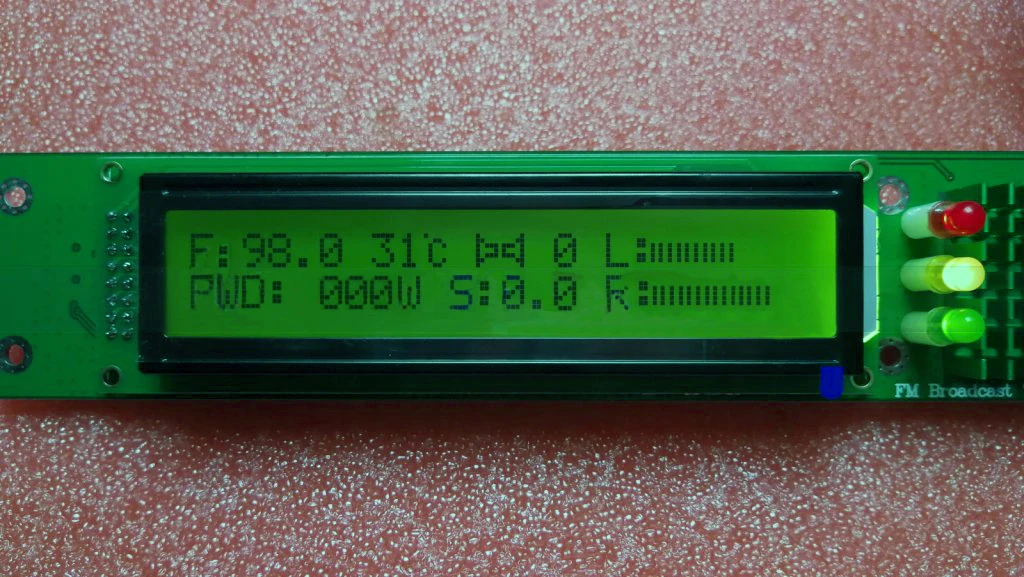 F:98.0 31℃ 0 L:
PWD: 000W S:0.0 R:
FM Broadcast